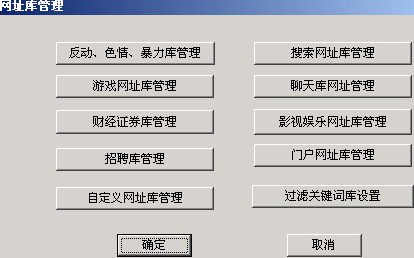 网址库管理
反动、色情、暴力库管理
搜索网址库管理
游戏网址库管理
聊天库网址管理
财经证券库管理
影视娱乐网址库管理
招聘库管理
门户网址库管理
自定义网址库管理
过滤关键词库设置
确定
取消